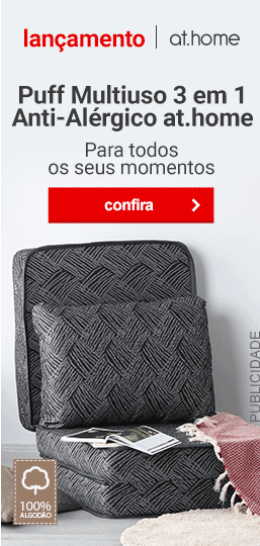 lançamento | at.home
Puff Multiuso 3 em 1
Anti-Alérgico at.home
Para todos
os seus momentos
confira
PUBLICIDADE
100%
ALGODÃO